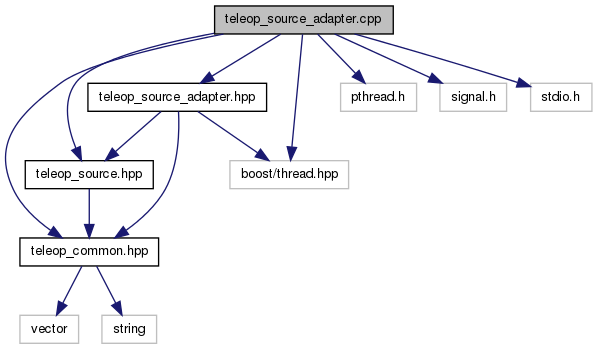 teleop_source_adapter.cpp
teleop_source_adapter.hpp
pthread.h
signal.h
stdio.h
teleop_source.hpp
boost/thread.hpp
teleop_common.hpp
vector
string